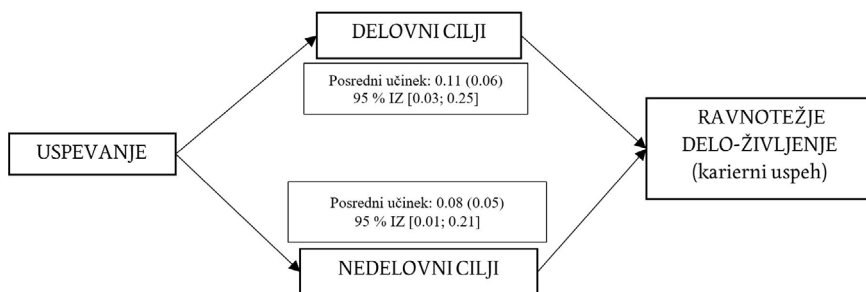 DELOVNI CILJI
Posredni učinek: 0.11 (0.06)
95 % IZ [0.03; 0.25]
USPEVANJE
RAVNOTEŽJE
DELO-ŽIVLJENJE
(karierni uspeh)
Posredni učinek: 0.08 (0.05)
95 % IZ [0.01; 0.21]
NEDELOVNI CILJI